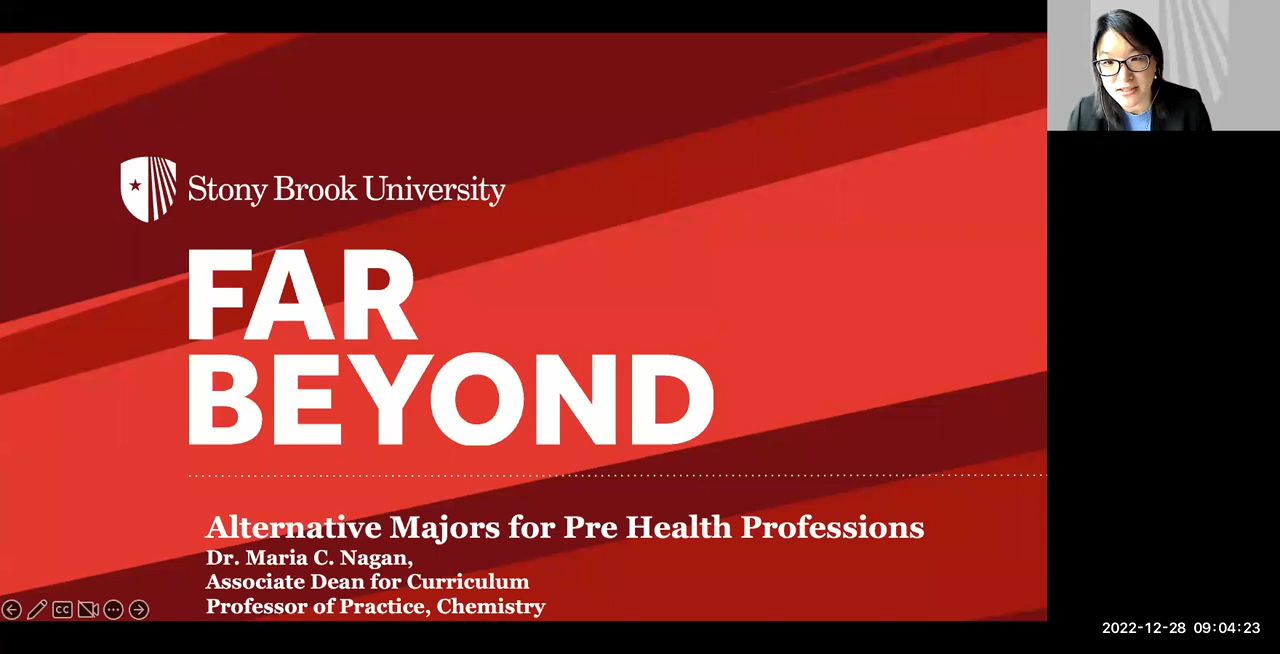 Stony Brook University
FAR
BEYOND
Alternative Majors for Pre Health Professions
Dr. Maria C. Nagan,
Associate Dean for Curriculum
Professor of Practice, Chemistry
CC
2022-12-28 09:04:23